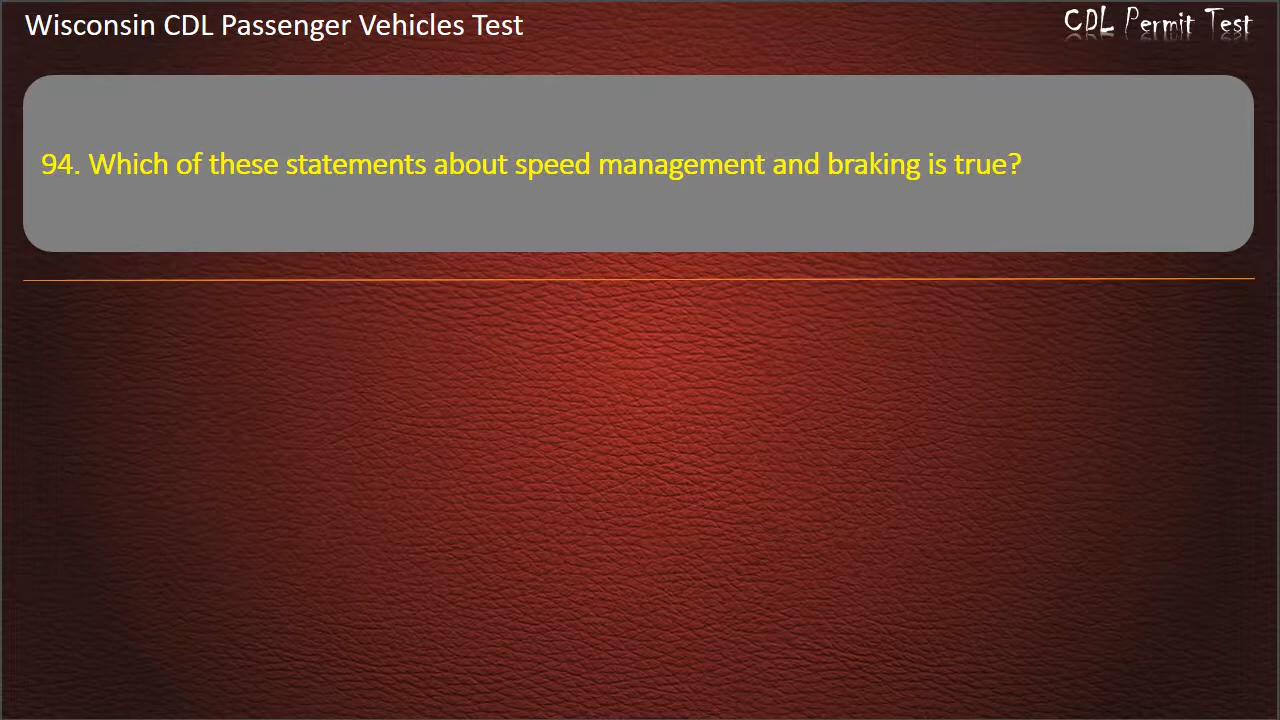 Wisconsin CDL Passenger Vehicles Test
CDL Permit Test
94. Which of these statements about speed management and braking is true?